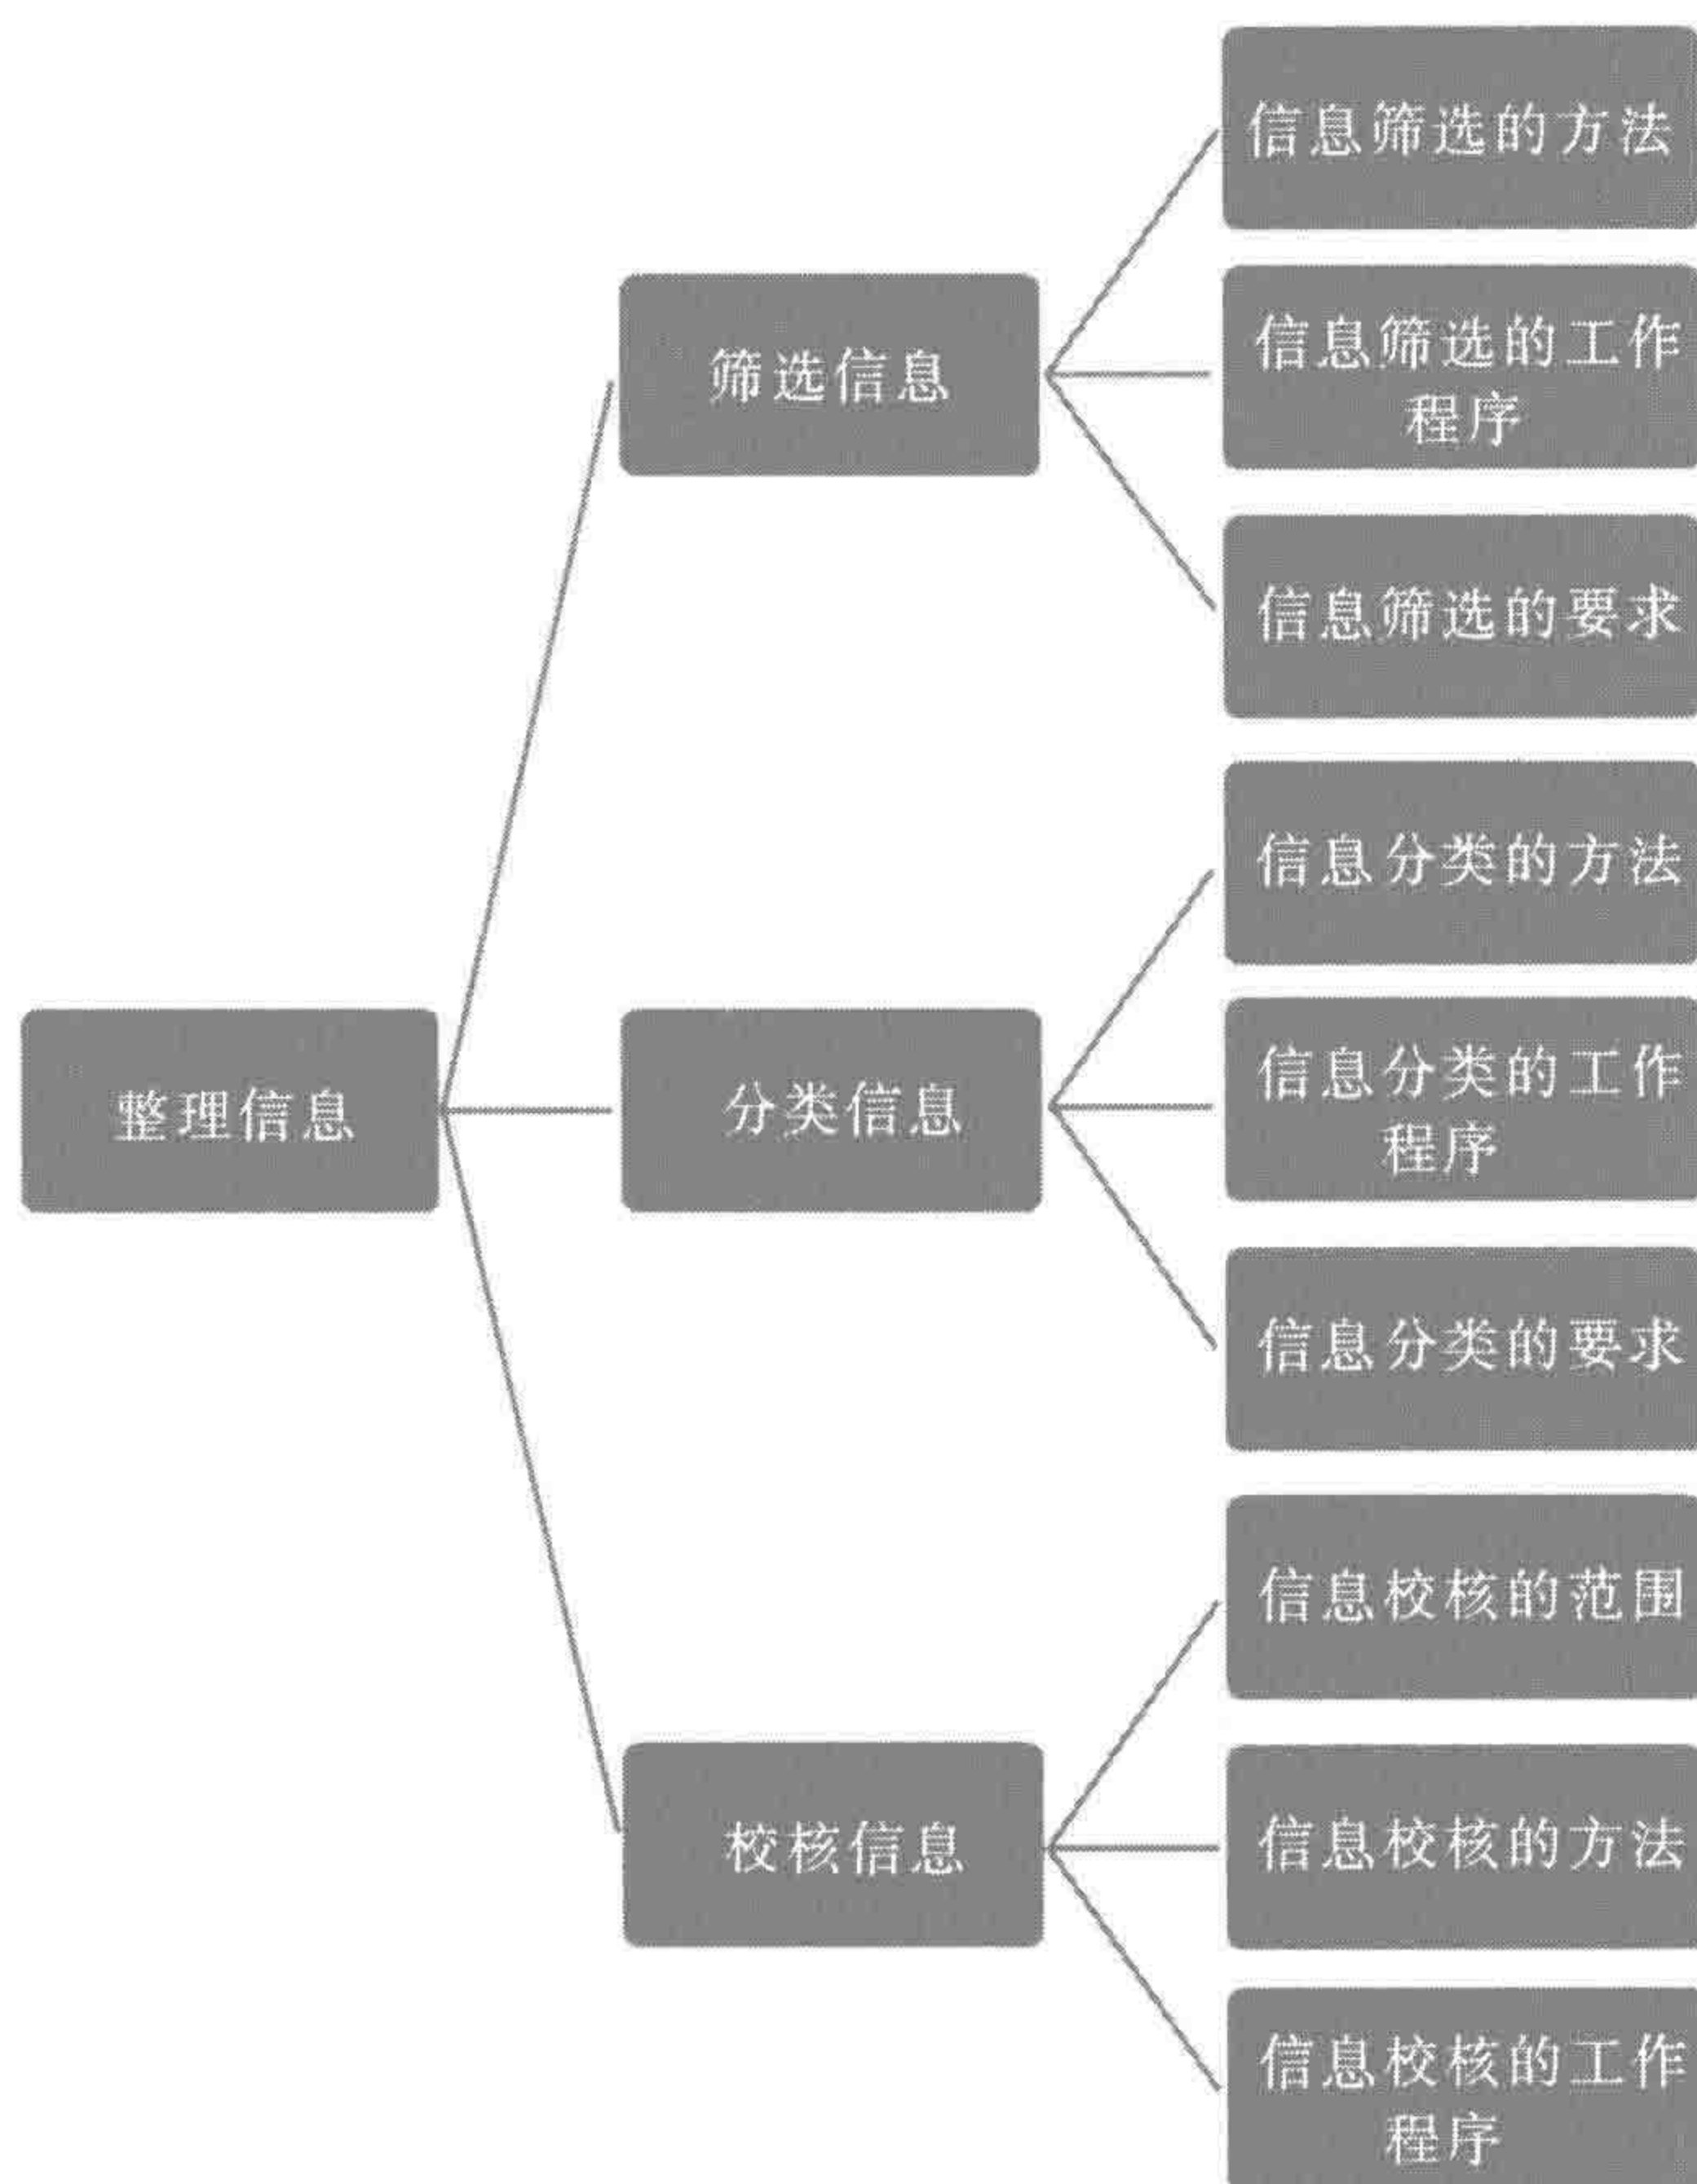 信息筛选的方法
筛选信息
信息筛选的工作
程序
信息筛选的要求
信息分类的方法
整理信息
分类信息
信息分类的工作
程序
信息分类的要求
信息校核的范围
校核信息
信息校核的方法
信息校核的工作
程序